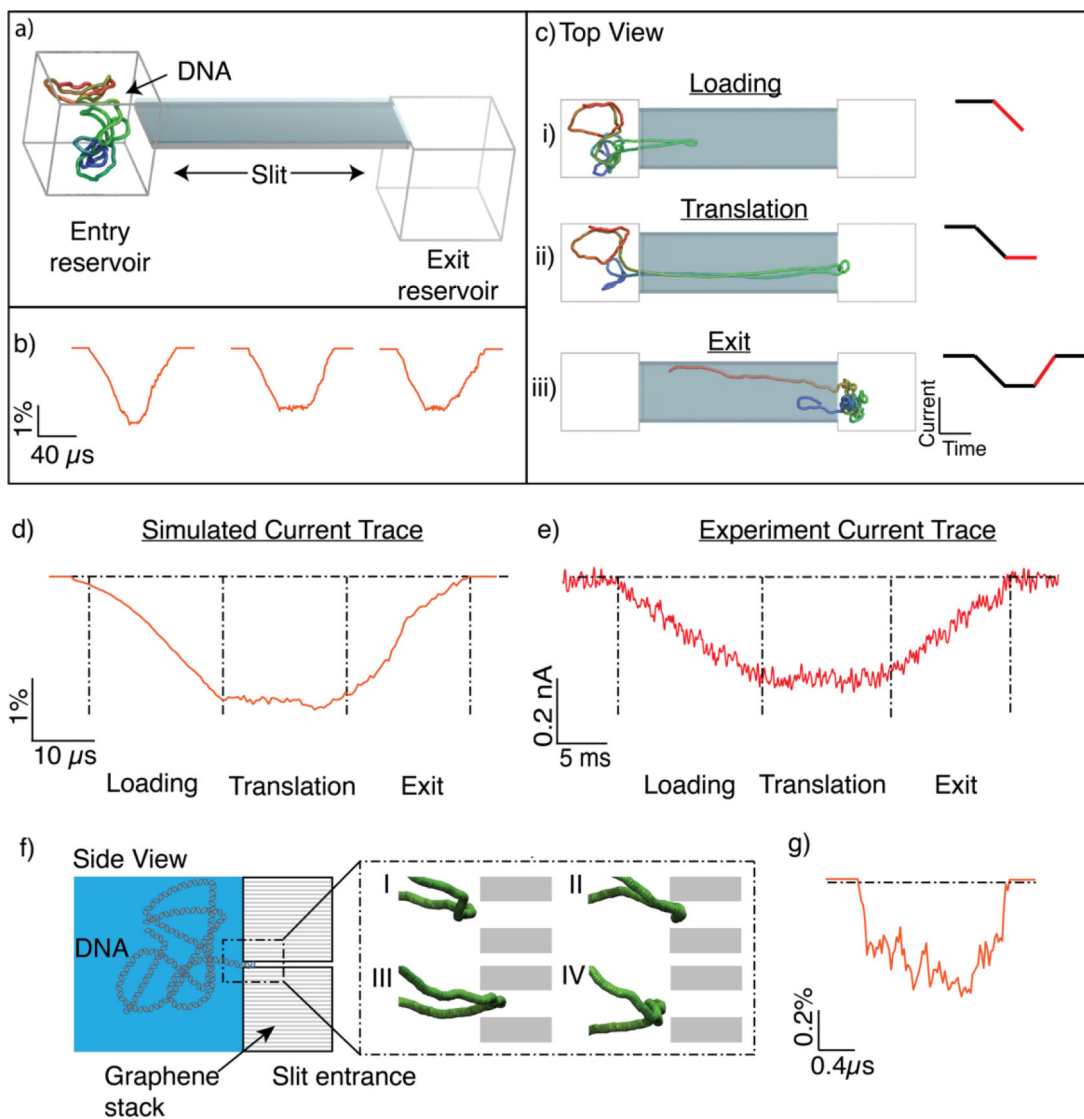 a)
DNA
Slit
Entry
reservoir
Exit
reservoir
b)
1%
40 µs
c) Top View
Loading
i)
Translation
ii)
Exit
iii)
Current
Time
d)
Simulated Current Trace
1%
10 µs
Loading Translation Exit
e)
Experiment Current Trace
0.2 nA
5 ms
Loading Translation Exit
f)
Side View
DNA
Graphene
stack
Slit entrance
I
II
III
IV
g)
0.2%
0.4µs